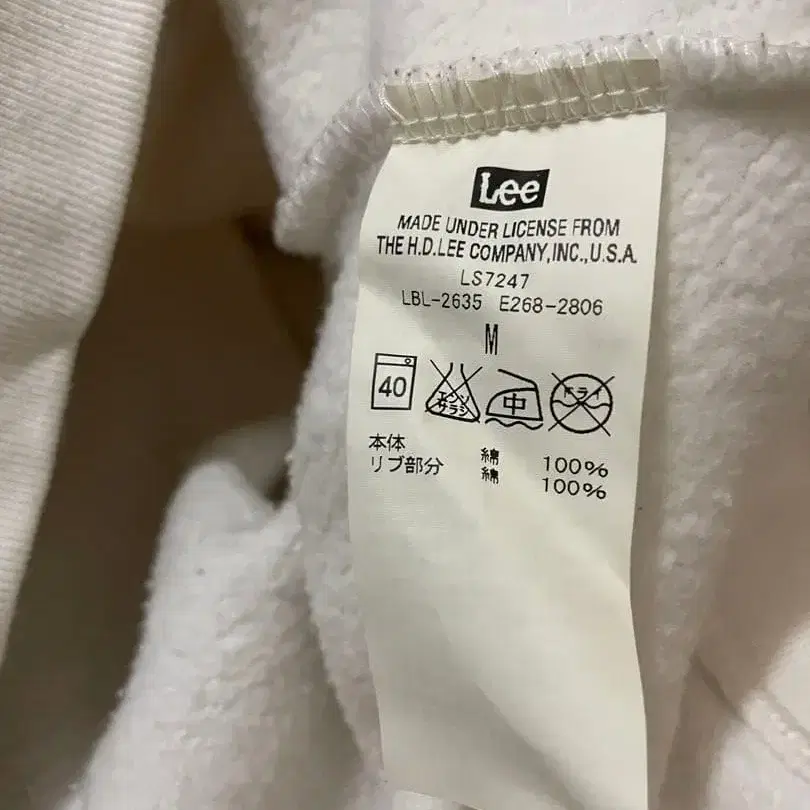 Lee
MADE UNDER LICENSE FROM
THE H.D.LEE COMPANY,INC.,U.S.A.
LS7247
LBL-2635 E268-2806
M
40 エンソサラシ 中 ドライ
本体 綿 100%
リブ部分 綿 100%